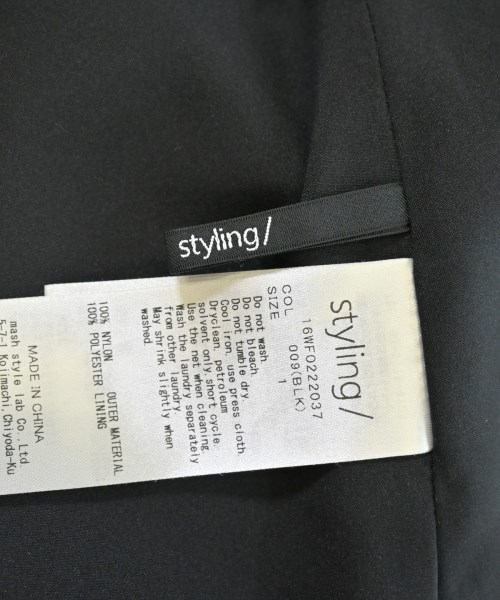 styling/
styling/
16WF0222037
COL 009(BLK)
SIZE 1
Do not wash.
Do not bleach.
Do not tumble dry.
Cool iron, use press cloth.
Dryclean, petroleum
solvent only,short cycle.
Use the net when cleaning.
Wash the laundry separately
from other laundry.
May shrink slightly when
washed.
100% NYLON OUTER MATERIAL
100% POLYESTER LINING
MADE IN CHINA
mash style lab Co.,Ltd.
5-7-1 Kojimachi,Chiyoda-Ku